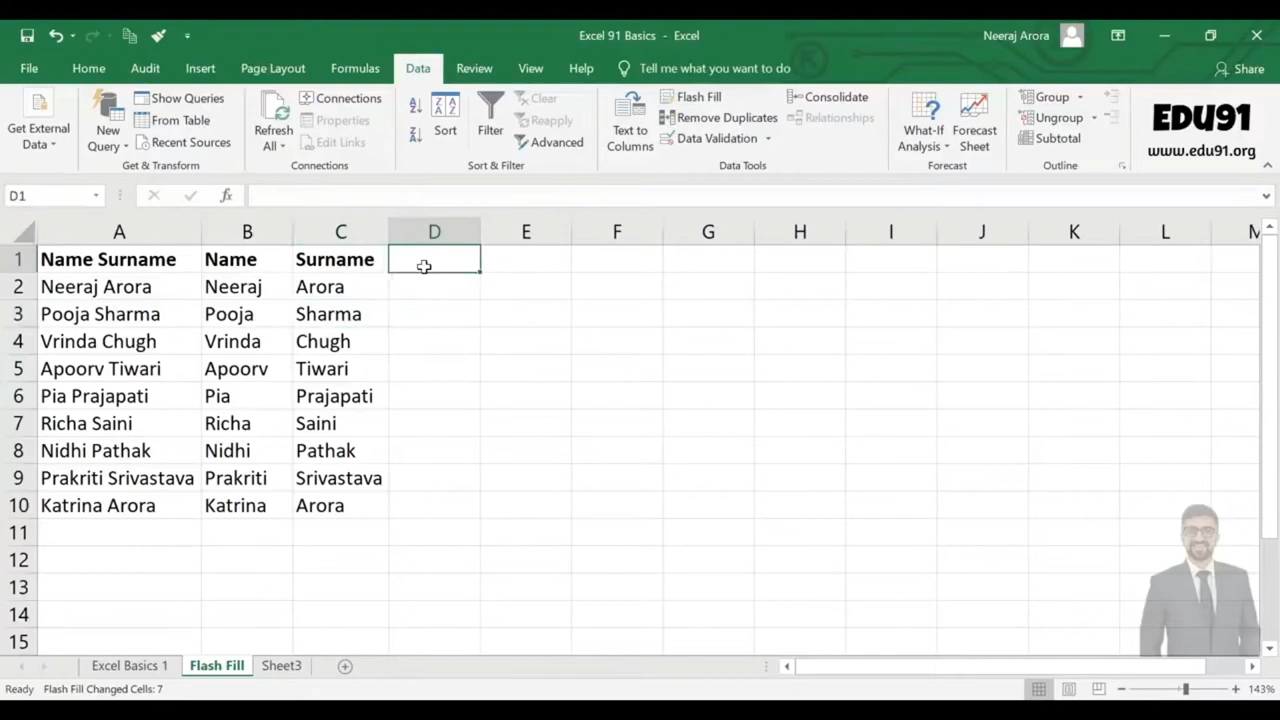 Excel 91 Basics - Excel
Neeraj Arora
File Home Audit Insert Page Layout Formulas Data Review View Help Tell me what you want to do Share
Get External Data
New Query
Show Queries
From Table
Recent Sources
Get & Transform
Refresh All
Connections
Properties
Edit Links
Connections
Sort
Filter
Clear
Reapply
Advanced
Sort & Filter
Text to Columns
Flash Fill
Remove Duplicates
Data Validation
Consolidate
Relationships
Data Tools
What-If Analysis
Forecast Sheet
Forecast
Group
Ungroup
Subtotal
Outline
EDU91
www.edu91.org
D1 fx
A B C D E F G H I J K L M
1 Name Surname Name Surname
2 Neeraj Arora Neeraj Arora
3 Pooja Sharma Pooja Sharma
4 Vrinda Chugh Vrinda Chugh
5 Apoorv Tiwari Apoorv Tiwari
6 Pia Prajapati Pia Prajapati
7 Richa Saini Richa Saini
8 Nidhi Pathak Nidhi Pathak
9 Prakriti Srivastava Prakriti Srivastava
10 Katrina Arora Katrina Arora
11
12
13
14
15
Excel Basics 1 Flash Fill Sheet3
Ready Flash Fill Changed Cells: 7 143%